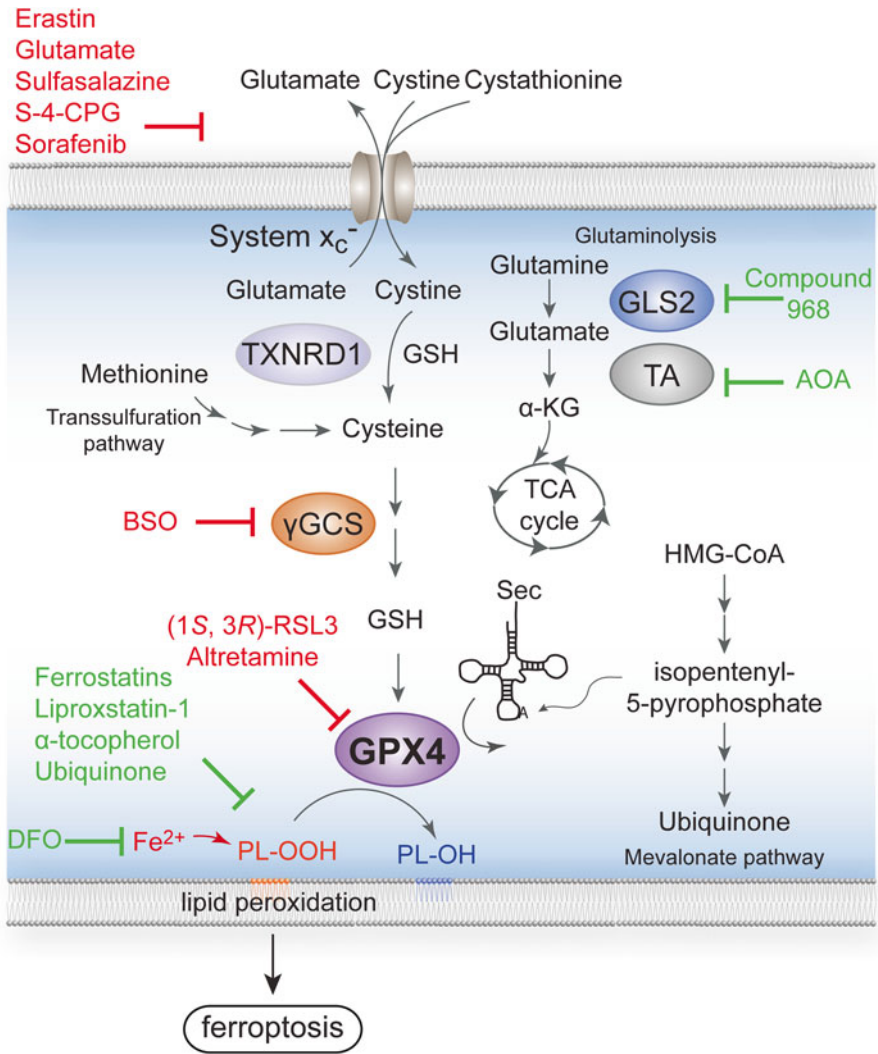 Erastin
Glutamate
Sulfasalazine
S-4-CPG
Sorafenib
Glutamate Cystine Cystathionine
System xc-
Glutamate Cystine
TXNRD1
GSH
Methionine
Transsulfuration
pathway
Cysteine
BSO
γGCS
GSH
(1S, 3R)-RSL3
Altretamine
GPX4
Glutaminolysis
Glutamine
GLS2
Compound
968
Glutamate
TA
AOA
α-KG
TCA
cycle
Sec
A
HMG-CoA
isopentenyl-
5-pyrophosphate
Ubiquinone
Mevalonate pathway
Ferrostatins
Liproxstatin-1
α-tocopherol
Ubiquinone
DFO
Fe2+
PL-OOH
PL-OH
lipid peroxidation
ferroptosis